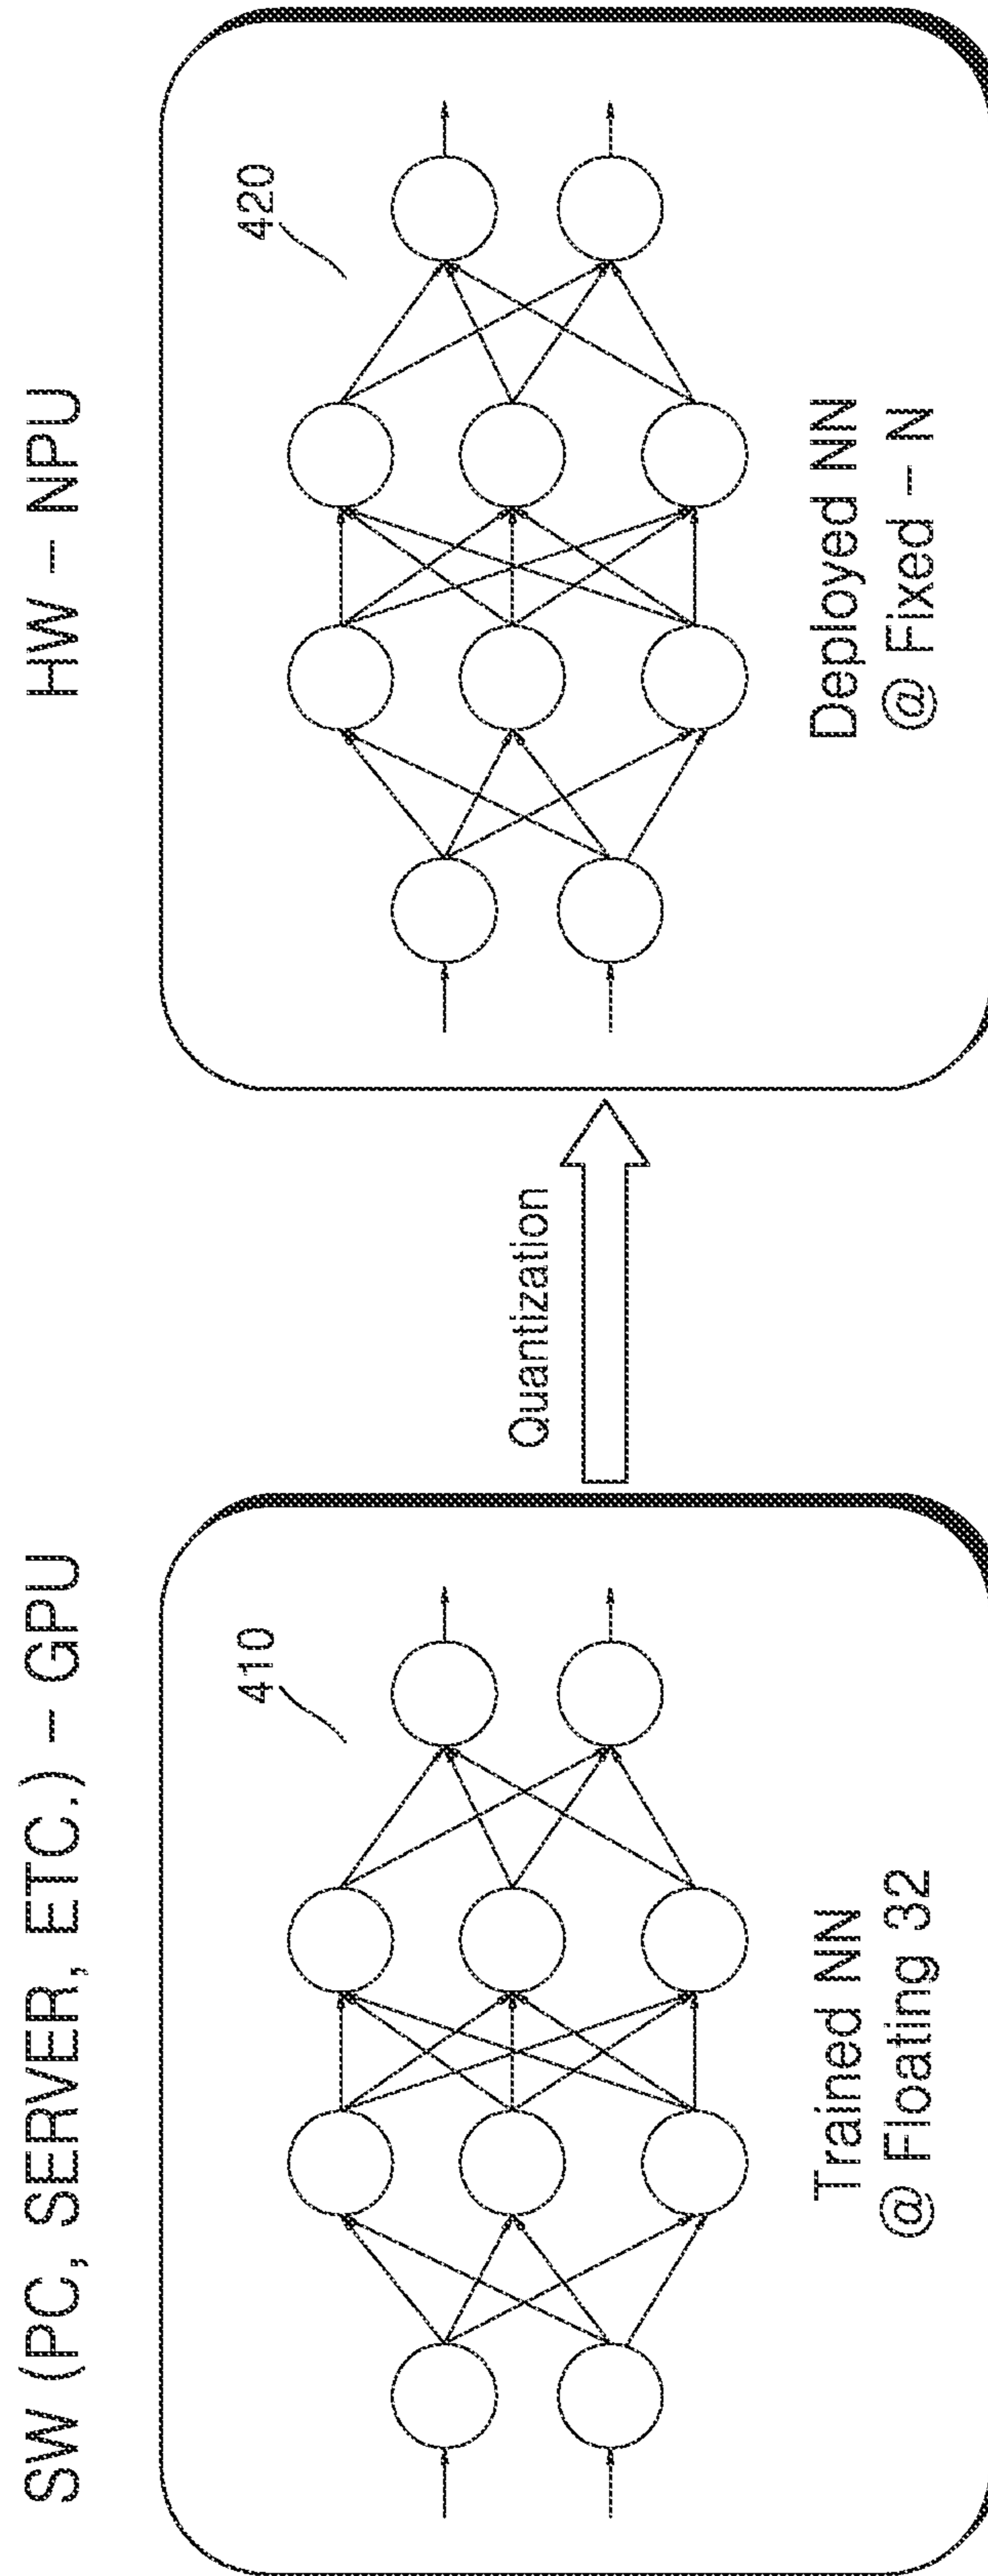 SW (PC, SERVER, ETC.) – GPU
410
Trained NN
@ Floating 32
Quantization
HW – NPU
420
Deployed NN
@ Fixed – N